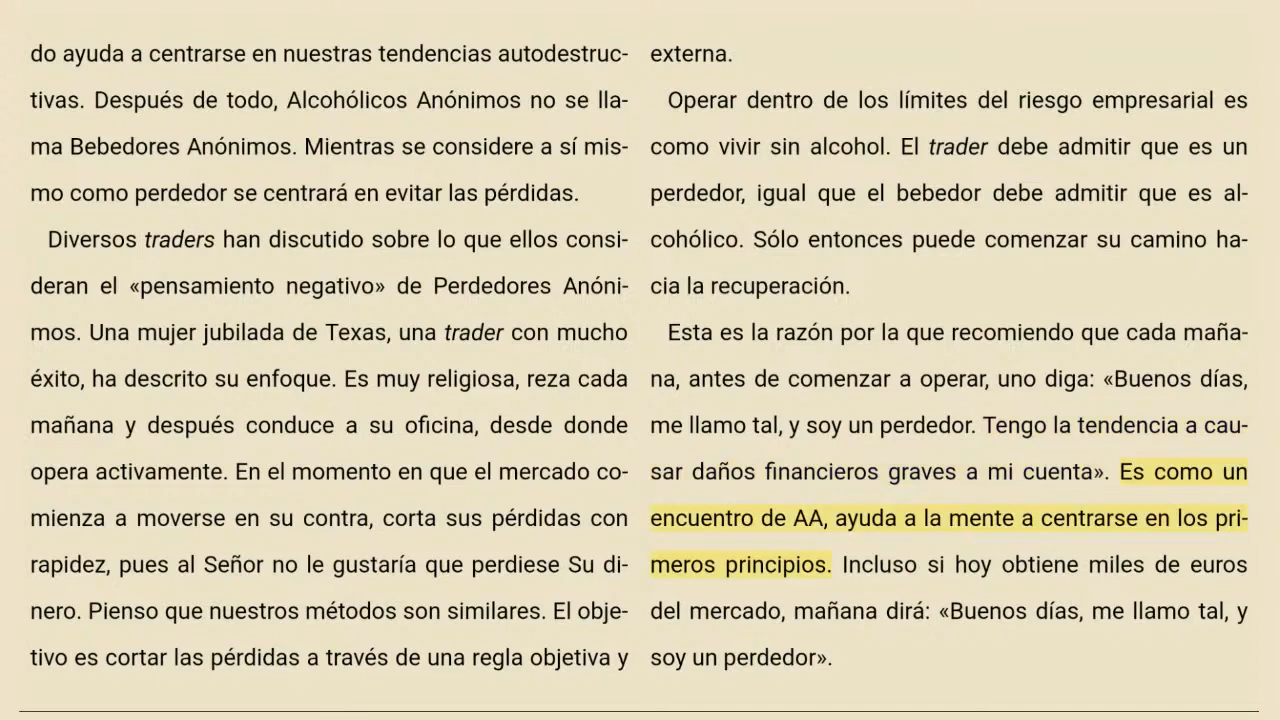 do ayuda a centrarse en nuestras tendencias autodestruc-
tivas. Después de todo, Alcohólicos Anónimos no se lla-
ma Bebedores Anónimos. Mientras se considere a sí mis-
mo como perdedor se centrará en evitar las pérdidas.
Diversos traders han discutido sobre lo que ellos consi-
deran el «pensamiento negativo» de Perdedores Anóni-
mos. Una mujer jubilada de Texas, una trader con mucho
éxito, ha descrito su enfoque. Es muy religiosa, reza cada
mañana y después conduce a su oficina, desde donde
opera activamente. En el momento en que el mercado co-
mienza a moverse en su contra, corta sus pérdidas con
rapidez, pues al Señor no le gustaría que perdiese Su di-
nero. Pienso que nuestros métodos son similares. El obje-
tivo es cortar las pérdidas a través de una regla objetiva y
externa.
Operar dentro de los límites del riesgo empresarial es
como vivir sin alcohol. El trader debe admitir que es un
perdedor, igual que el bebedor debe admitir que es al-
cohólico. Sólo entonces puede comenzar su camino ha-
cia la recuperación.
Esta es la razón por la que recomiendo que cada maña-
na, antes de comenzar a operar, uno diga: «Buenos días,
me llamo tal, y soy un perdedor. Tengo la tendencia a cau-
sar daños financieros graves a mi cuenta». Es como un
encuentro de AA, ayuda a la mente a centrarse en los pri-
meros principios. Incluso si hoy obtiene miles de euros
del mercado, mañana dirá: «Buenos días, me llamo tal, y
soy un perdedor».